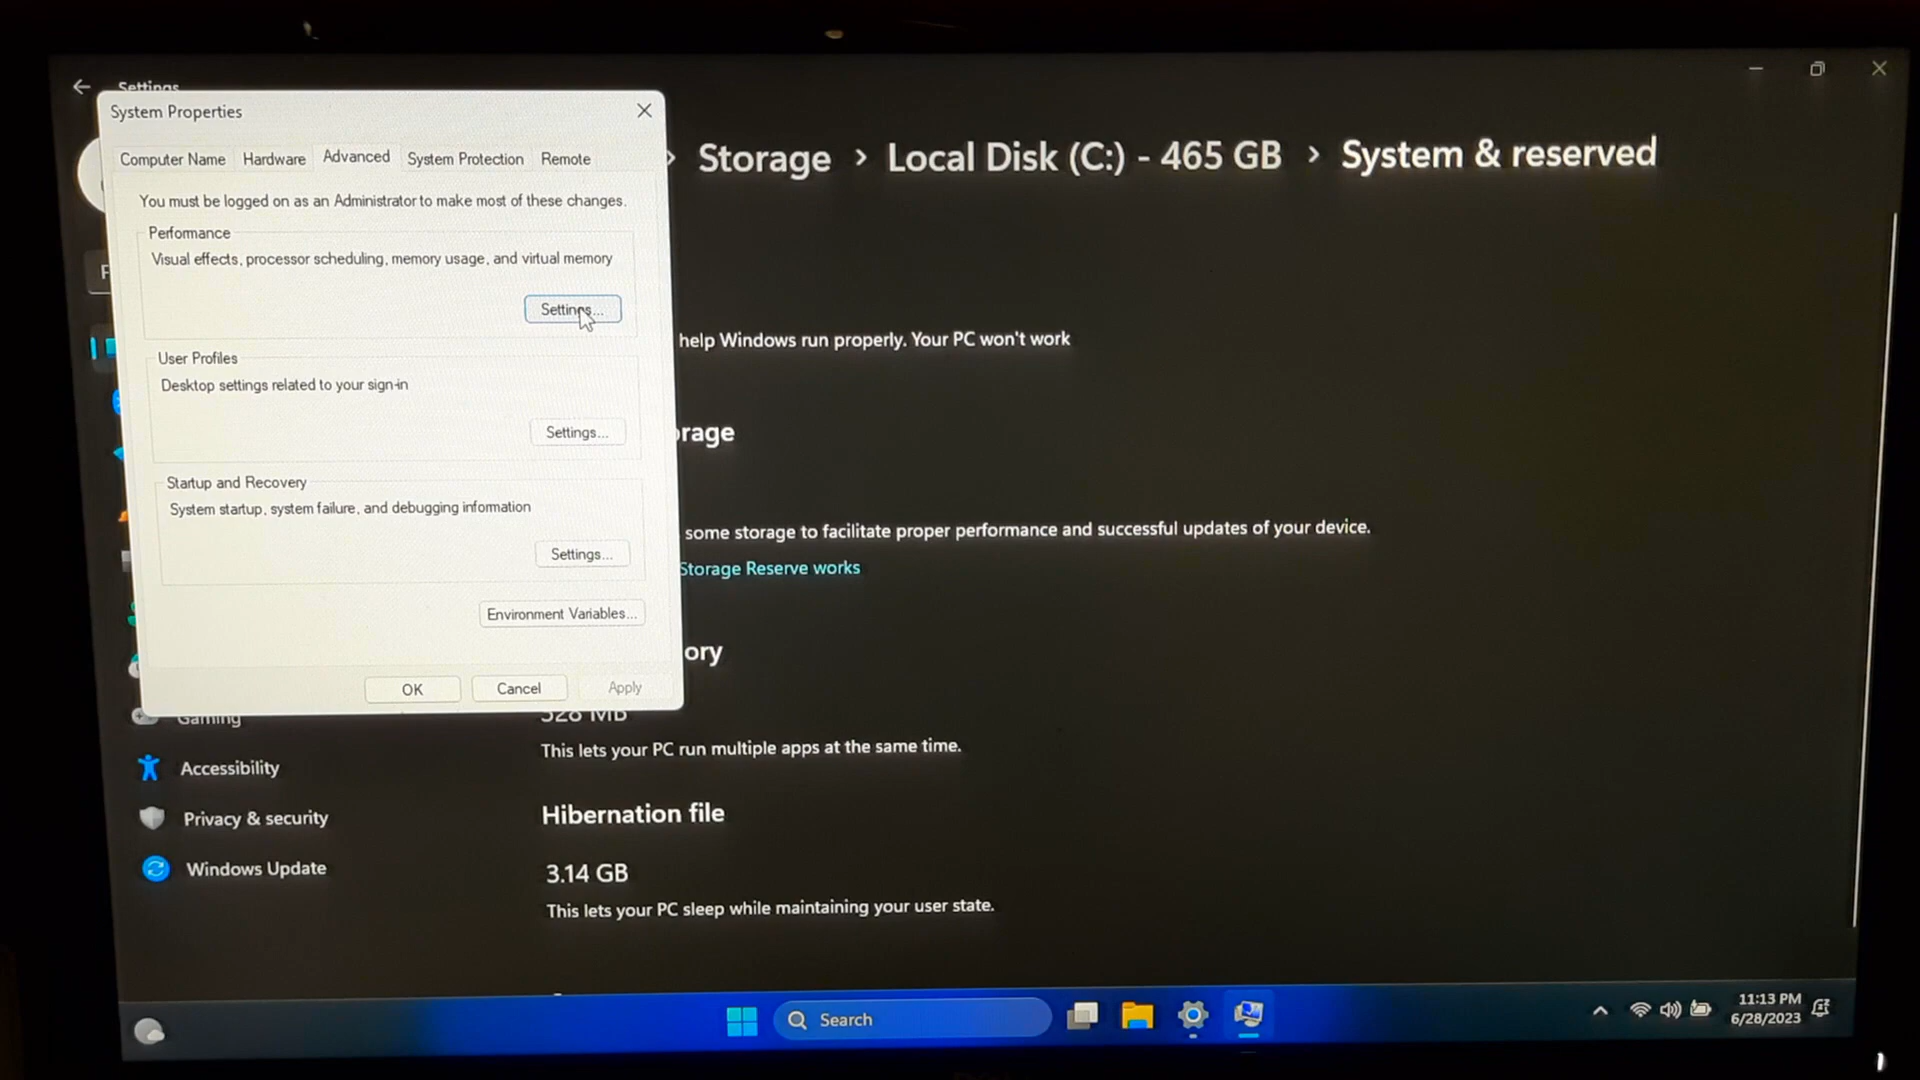 Settings
System Properties
Computer Name
Hardware
Advanced
System Protection
Remote
You must be logged on as an Administrator to make most of these changes.
Performance
Visual effects, processor scheduling, memory usage, and virtual memory
Settings...
User Profiles
Desktop settings related to your sign-in
Settings...
Startup and Recovery
System startup, system failure, and debugging information
Settings...
Environment Variables...
OK
Cancel
Apply
Storage > Local Disk (C:) - 465 GB > System & reserved
help Windows run properly. Your PC won't work
orage
some storage to facilitate proper performance and successful updates of your device.
Storage Reserve works
ory
528 MB
This lets your PC run multiple apps at the same time.
Hibernation file
3.14 GB
This lets your PC sleep while maintaining your user state.
Gaming
Accessibility
Privacy & security
Windows Update
Search
11:13 PM
6/28/2023